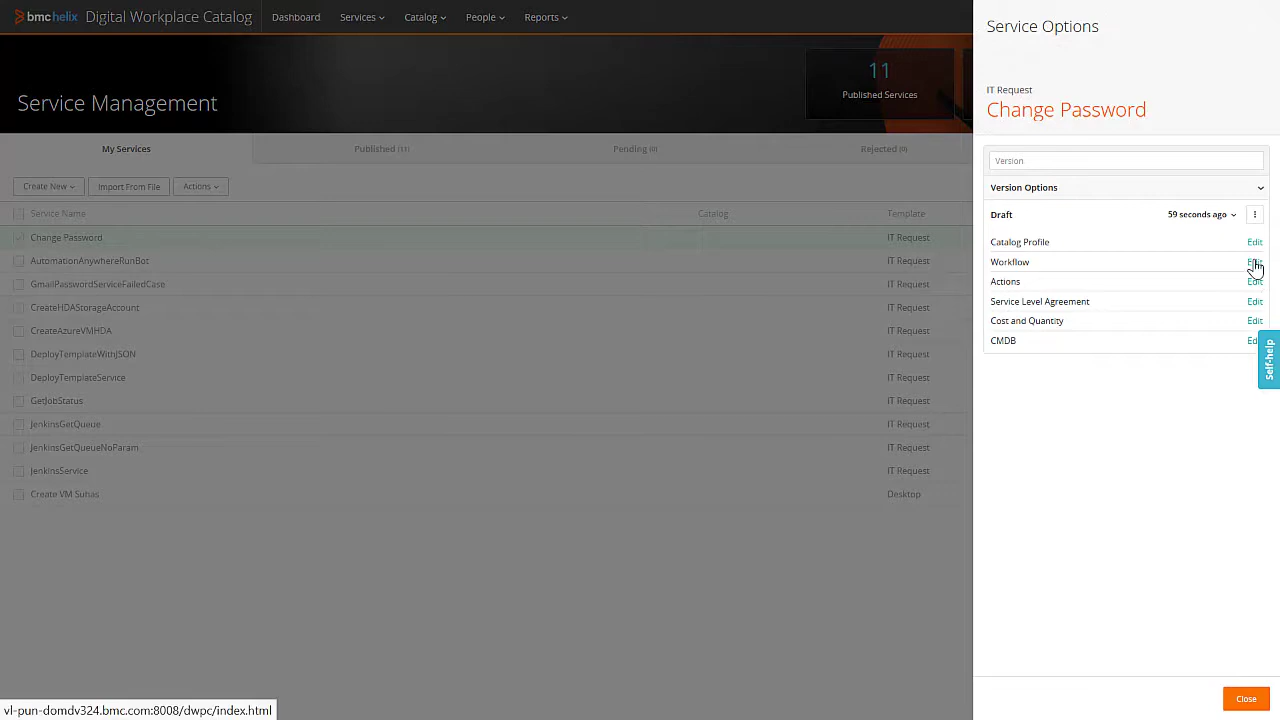 bmc helix Digital Workplace Catalog Dashboard Services Catalog People Reports
Service Management
11
Published Services
My Services Published (11) Pending (0) Rejected (0)
Create New Import From File Actions
Service Name Catalog Template
Change Password IT Request
AutomationAnywhereRunBot IT Request
GmailPasswordServiceFailedCase IT Request
CreateHDAStorageAccount IT Request
CreateAzureVMHDA IT Request
DeployTemplateWithJSON IT Request
DeployTemplateService IT Request
GetJobStatus IT Request
JenkinsGetQueue IT Request
JenkinsGetQueueNoParam IT Request
JenkinsService IT Request
Create VM Suhas Desktop
vl-pun-domdv324.bmc.com:8008/dwpc/index.html
Service Options
IT Request
Change Password
Version
Version Options
Draft 59 seconds ago
Catalog Profile Edit
Workflow
Actions Edit
Service Level Agreement Edit
Cost and Quantity Edit
CMDB
Self-help
Close